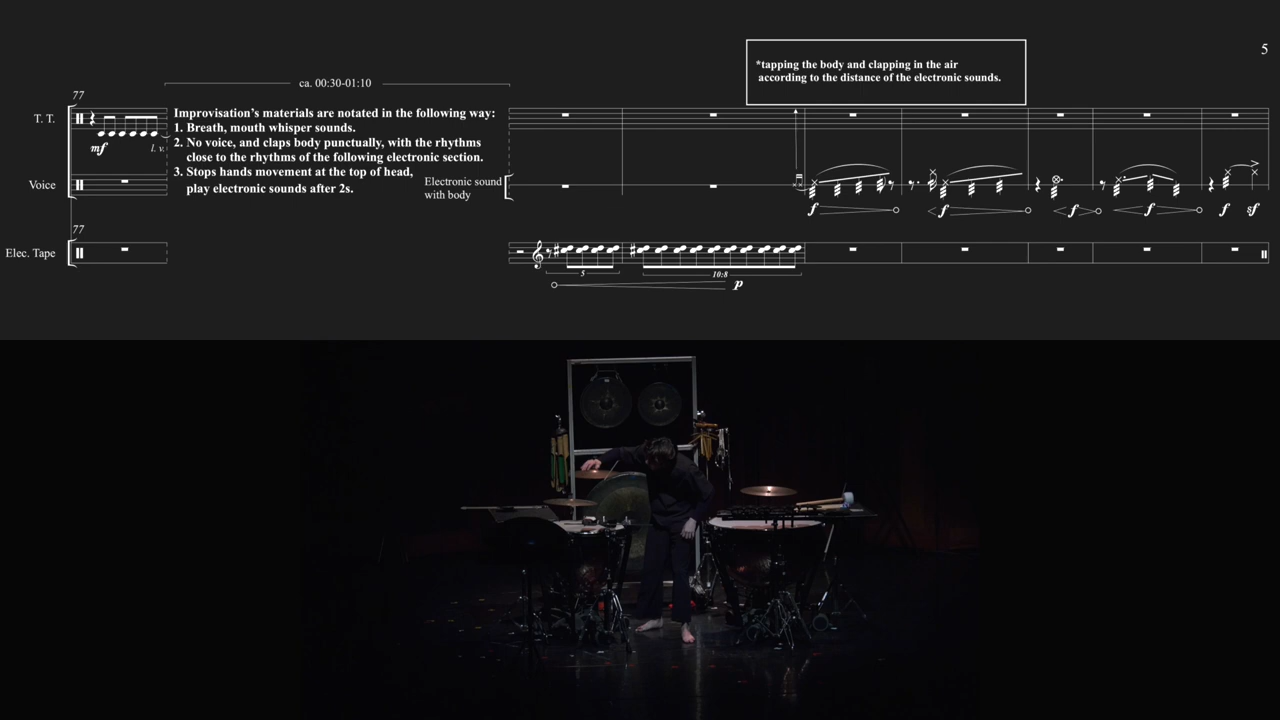 5
*tapping the body and clapping in the air
according to the distance of the electronic sounds.
ca. 00:30-01:10
77
T. T.
mf
l. v.
Improvisation's materials are notated in the following way:
1. Breath, mouth whisper sounds.
2. No voice, and claps body punctually, with the rhythms
close to the rhythms of the following electronic section.
3. Stops hands movement at the top of head,
play electronic sounds after 2s.
Voice
Electronic sound
with body
f
f
f
f
f
sf
77
Elec. Tape
5
10:8
p